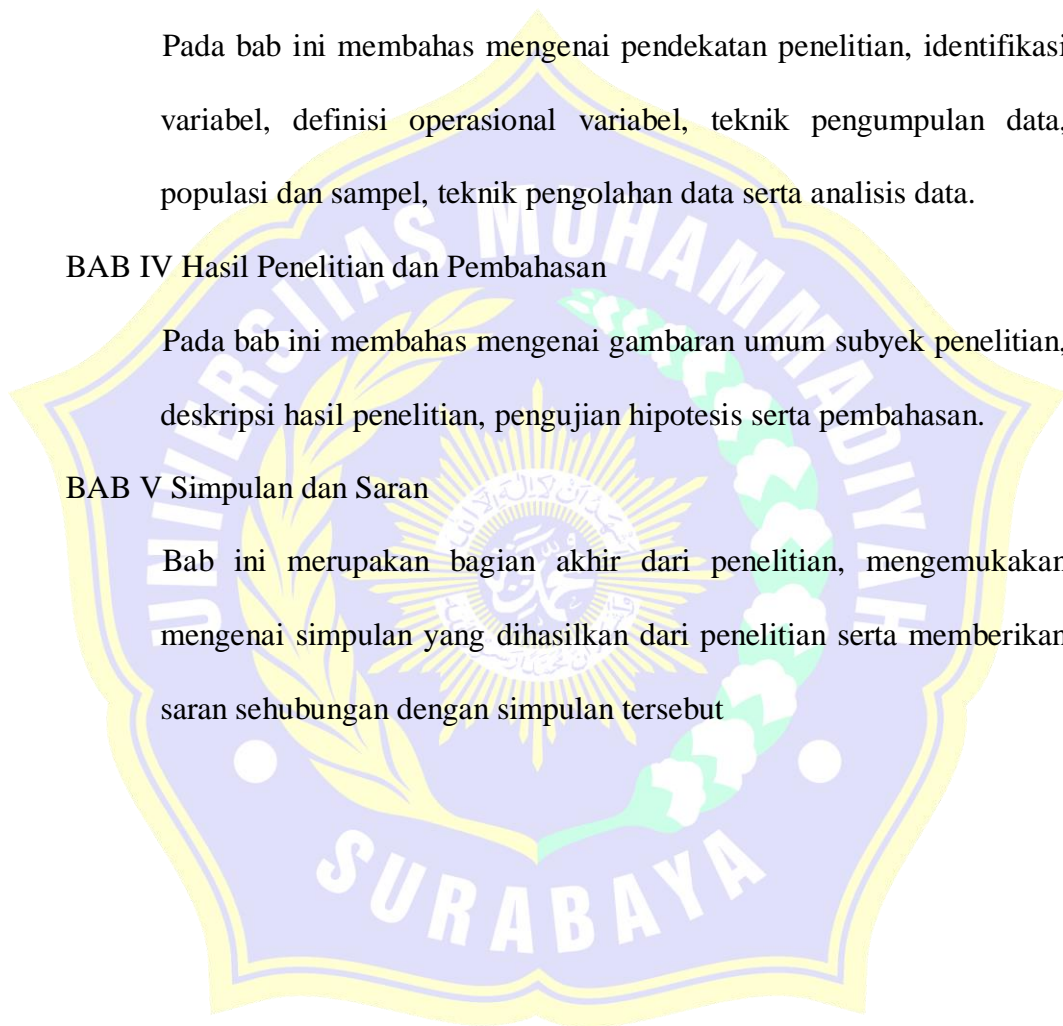 Pada bab ini membahas mengenai pendekatan penelitian, identifikasi
variabel, definisi operasional variabel, teknik pengumpulan data,
populasi dan sampel, teknik pengolahan data serta analisis data.
BAB IV Hasil Penelitian dan Pembahasan
Pada bab ini membahas mengenai gambaran umum subyek penelitian,
deskripsi hasil penelitian, pengujian hipotesis serta pembahasan.
BAB V Simpulan dan Saran
Bab ini merupakan bagian akhir dari penelitian, mengemukakan
mengenai simpulan yang dihasilkan dari penelitian serta memberikan
saran sehubungan dengan simpulan tersebut
UNIVERSITAS MUHAMMADIYAH
SURABAYA